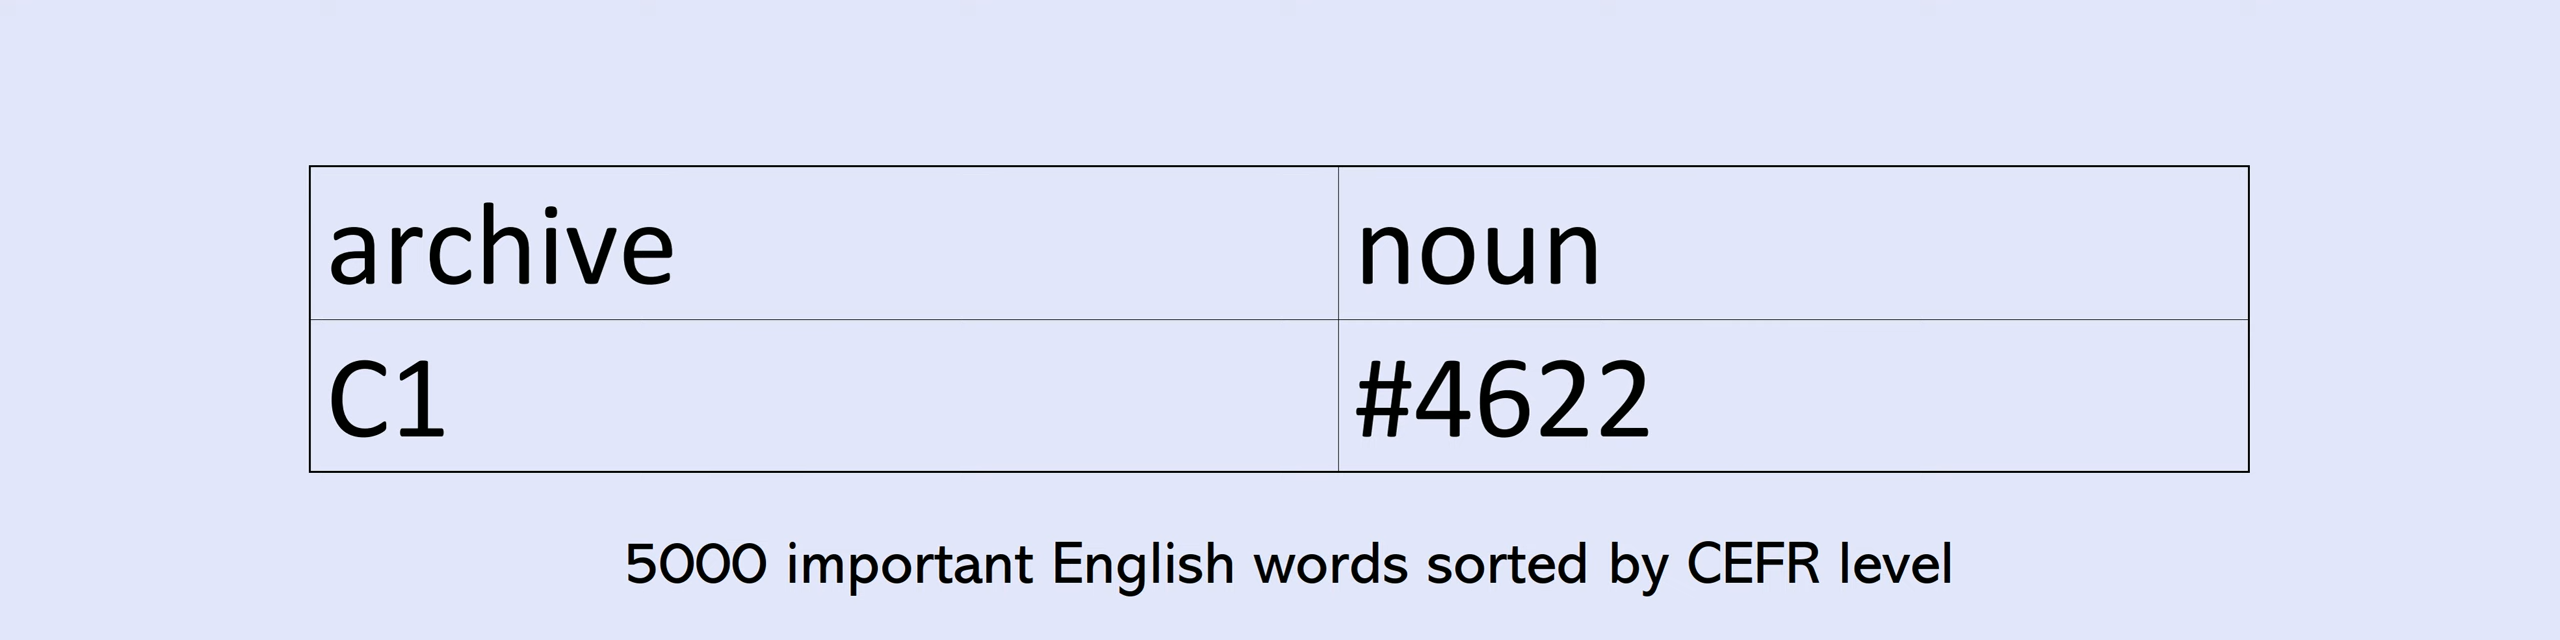 archive noun
C1 #4622
5000 important English words sorted by CEFR level